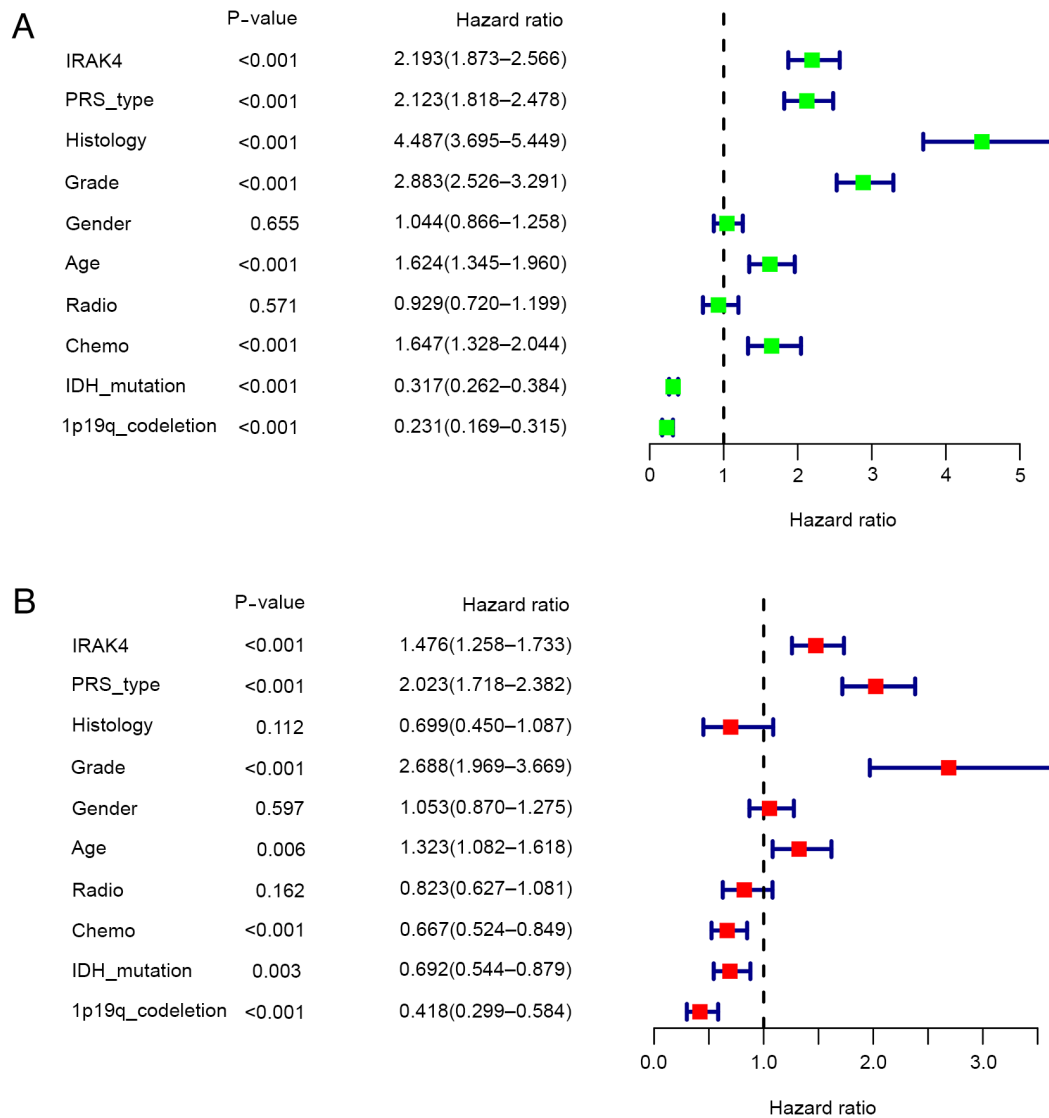 A
P-value Hazard ratio
IRAK4 <0.001 2.193(1.873–2.566)
PRS_type <0.001 2.123(1.818–2.478)
Histology <0.001 4.487(3.695–5.449)
Grade <0.001 2.883(2.526–3.291)
Gender 0.655 1.044(0.866–1.258)
Age <0.001 1.624(1.345–1.960)
Radio 0.571 0.929(0.720–1.199)
Chemo <0.001 1.647(1.328–2.044)
IDH_mutation <0.001 0.317(0.262–0.384)
1p19q_codeletion <0.001 0.231(0.169–0.315)
0 1 2 3 4 5
Hazard ratio
B
P-value Hazard ratio
IRAK4 <0.001 1.476(1.258–1.733)
PRS_type <0.001 2.023(1.718–2.382)
Histology 0.112 0.699(0.450–1.087)
Grade <0.001 2.688(1.969–3.669)
Gender 0.597 1.053(0.870–1.275)
Age 0.006 1.323(1.082–1.618)
Radio 0.162 0.823(0.627–1.081)
Chemo <0.001 0.667(0.524–0.849)
IDH_mutation 0.003 0.692(0.544–0.879)
1p19q_codeletion <0.001 0.418(0.299–0.584)
0.0 1.0 2.0 3.0
Hazard ratio